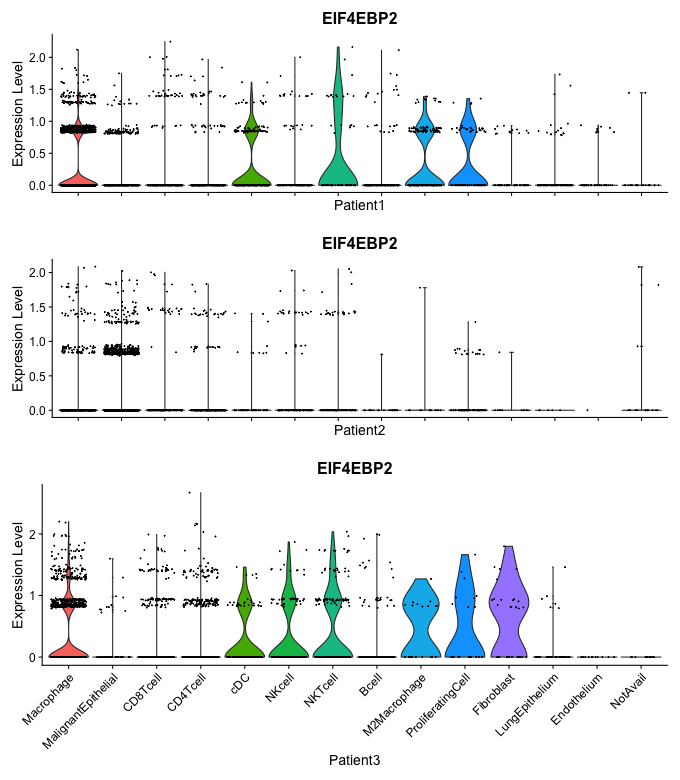 EIF4EBP2
Expression Level
2.0
1.5
1.0
0.5
0.0
Patient1
EIF4EBP2
Expression Level
2.0
1.5
1.0
0.5
0.0
Patient2
EIF4EBP2
Expression Level
2
1
0
Macrophage
MalignantEpithelial
CD8Tcell
CD4Tcell
cDC
NKcell
NKTcell
Bcell
M2Macrophage
ProliferatingCell
Fibroblast
LungEpithelium
Endothelium
NotAvail
Patient3